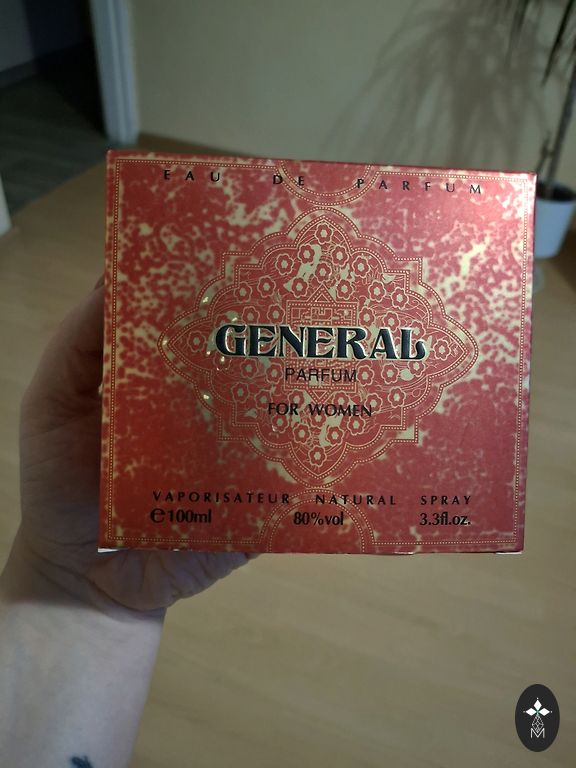 EAU DE PARFUM
GENERAL
PARFUM
FOR WOMEN
VAPORISATEUR NATURAL SPRAY
℮100ml 80%vol 3.3fl.oz.
M